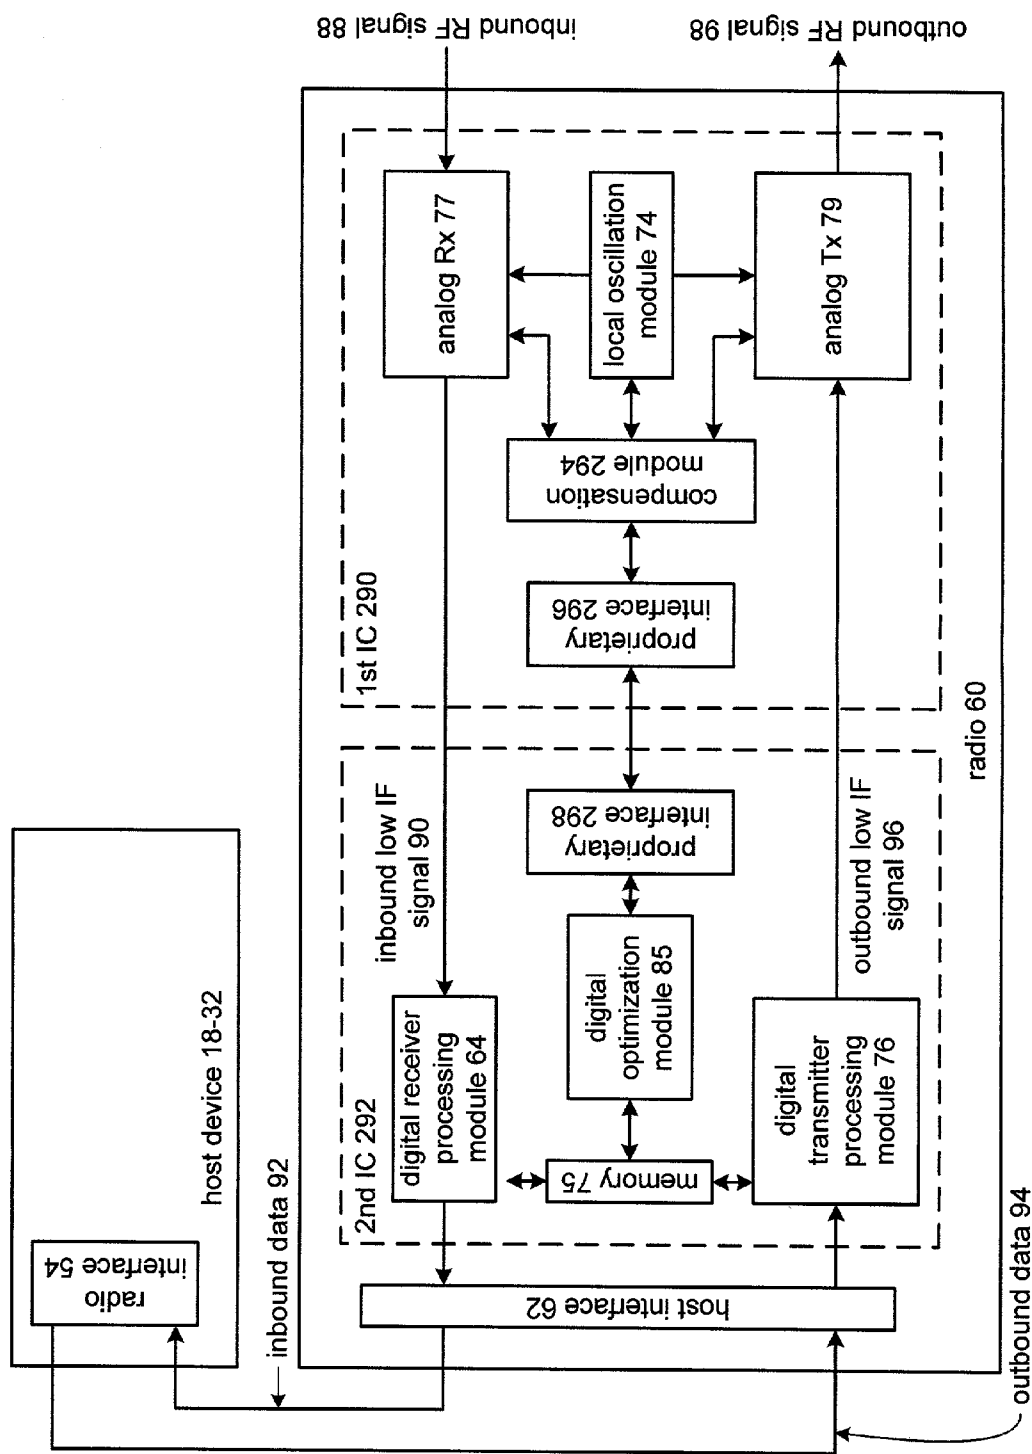 host device 18-32
radio
interface 54
inbound data 92
outbound data 94
radio 60
host interface 62
2nd IC 292
digital receiver
processing
module 64
memory 75
digital
optimization
module 85
digital
transmitter
processing
module 76
inbound low IF
signal 90
outbound low IF
signal 96
proprietary
interface 298
1st IC 290
proprietary
interface 296
compensation
module 294
analog Rx 77
local oscillation
module 74
analog Tx 79
inbound RF signal 88
outbound RF signal 98